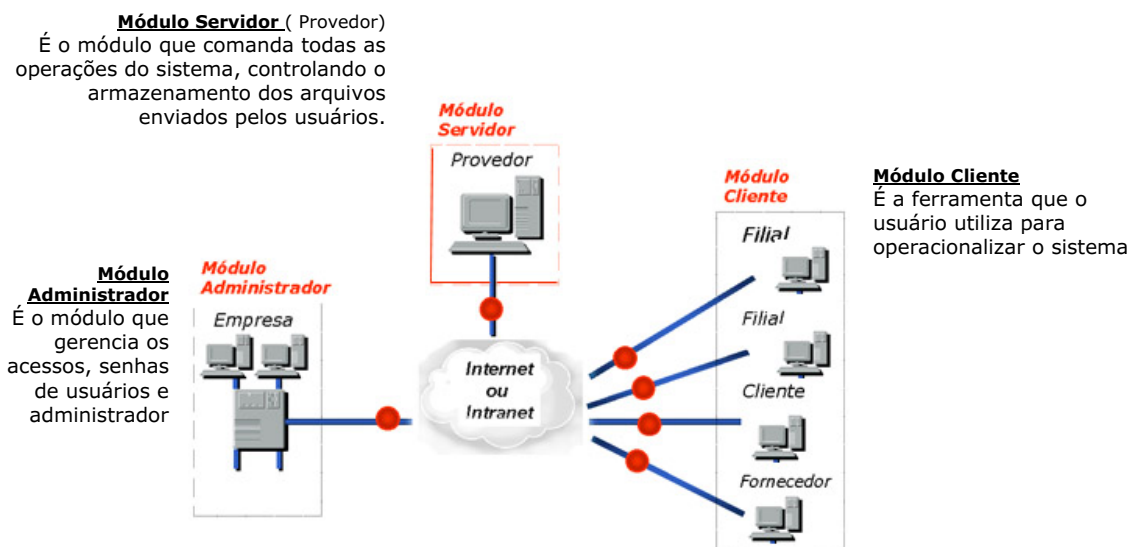 Módulo Servidor ( Provedor)
É o módulo que comanda todas as
operações do sistema, controlando o
armazenamento dos arquivos
enviados pelos usuários.
Módulo
Servidor
Provedor
Módulo
Cliente
Filial
Filial
Cliente
Fornecedor
Módulo Cliente
É a ferramenta que o
usuário utiliza para
operacionalizar o sistema
Módulo
Administrador
É o módulo que
gerencia os
acessos, senhas
de usuários e
administrador
Módulo
Administrador
Empresa
Internet
ou
Intranet